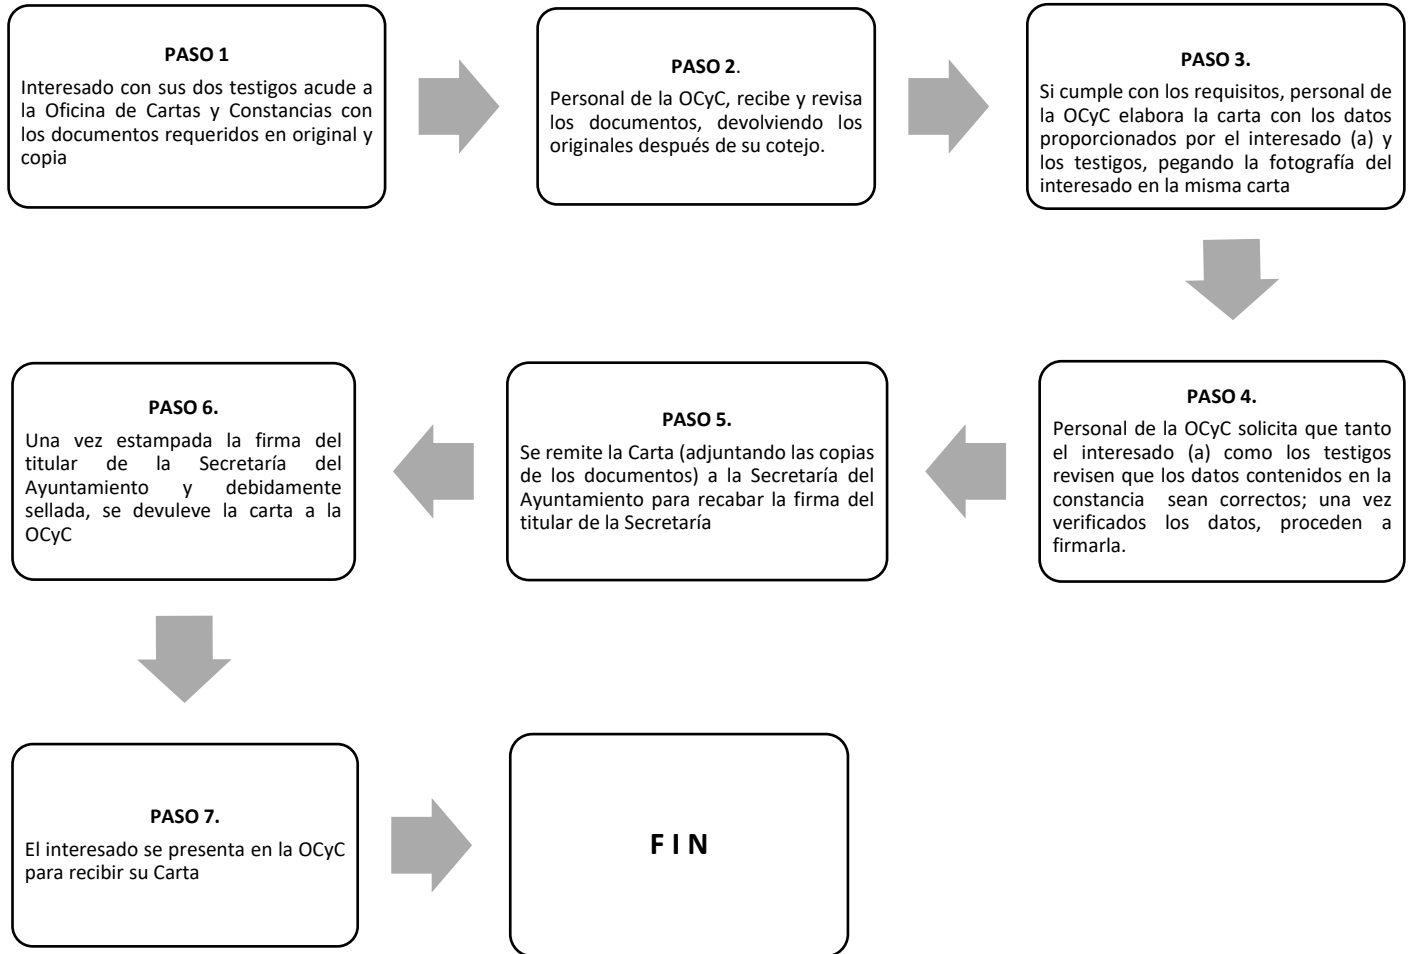 PASO 1
Interesado con sus dos testigos acude a
la Oficina de Cartas y Constancias con
los documentos requeridos en original y
copia
PASO 2.
Personal de la OCyC, recibe y revisa
los documentos, devolviendo los
originales después de su cotejo.
PASO 3.
Si cumple con los requisitos, personal de
la OCyC elabora la carta con los datos
proporcionados por el interesado (a) y
los testigos, pegando la fotografía del
interesado en la misma carta
PASO 4.
Personal de la OCyC solicita que tanto
el interesado (a) como los testigos
revisen que los datos contenidos en la
constancia sean correctos; una vez
verificados los datos, proceden a
firmarla.
PASO 5.
Se remite la Carta (adjuntando las copias
de los documentos) a la Secretaría del
Ayuntamiento para recabar la firma del
titular de la Secretaría
PASO 6.
Una vez estampada la firma del
titular de la Secretaría del
Ayuntamiento y debidamente
sellada, se devuleve la carta a la
OCyC
PASO 7.
El interesado se presenta en la OCyC
para recibir su Carta
F I N